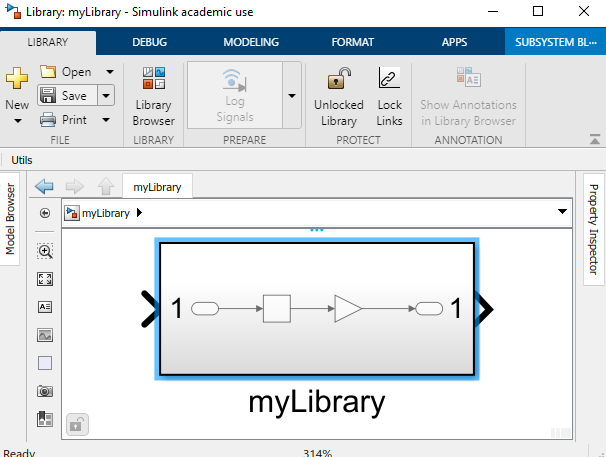 Library: myLibrary - Simulink academic use
LIBRARY DEBUG MODELING FORMAT APPS SUBSYSTEM BL···
New
Open
Save
Print
FILE
Library
Browser
LIBRARY
Log
Signals
PREPARE
Unlocked
Library
Lock
Links
PROTECT
Show Annotations
in Library Browser
ANNOTATION
Utils
Model Browser
myLibrary
myLibrary
Property Inspector
1 1
myLibrary
Ready 314%